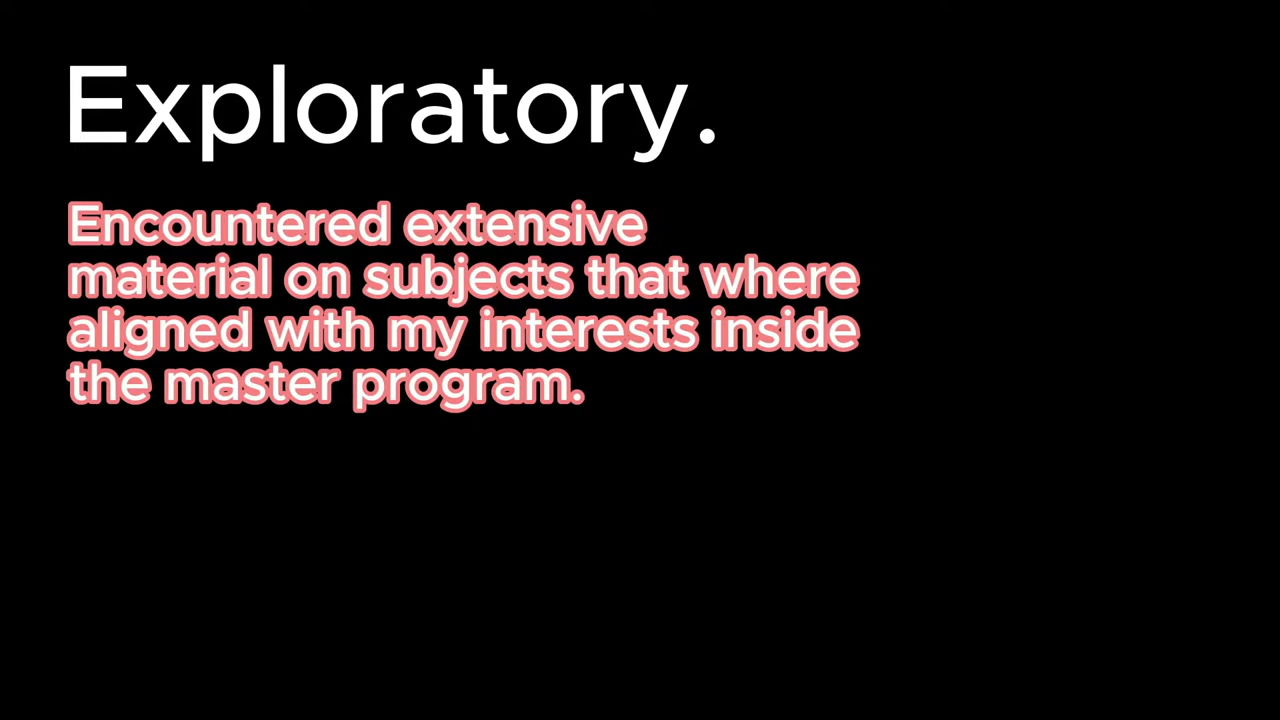 Exploratory.
Encountered extensive
material on subjects that where
aligned with my interests inside
the master program.